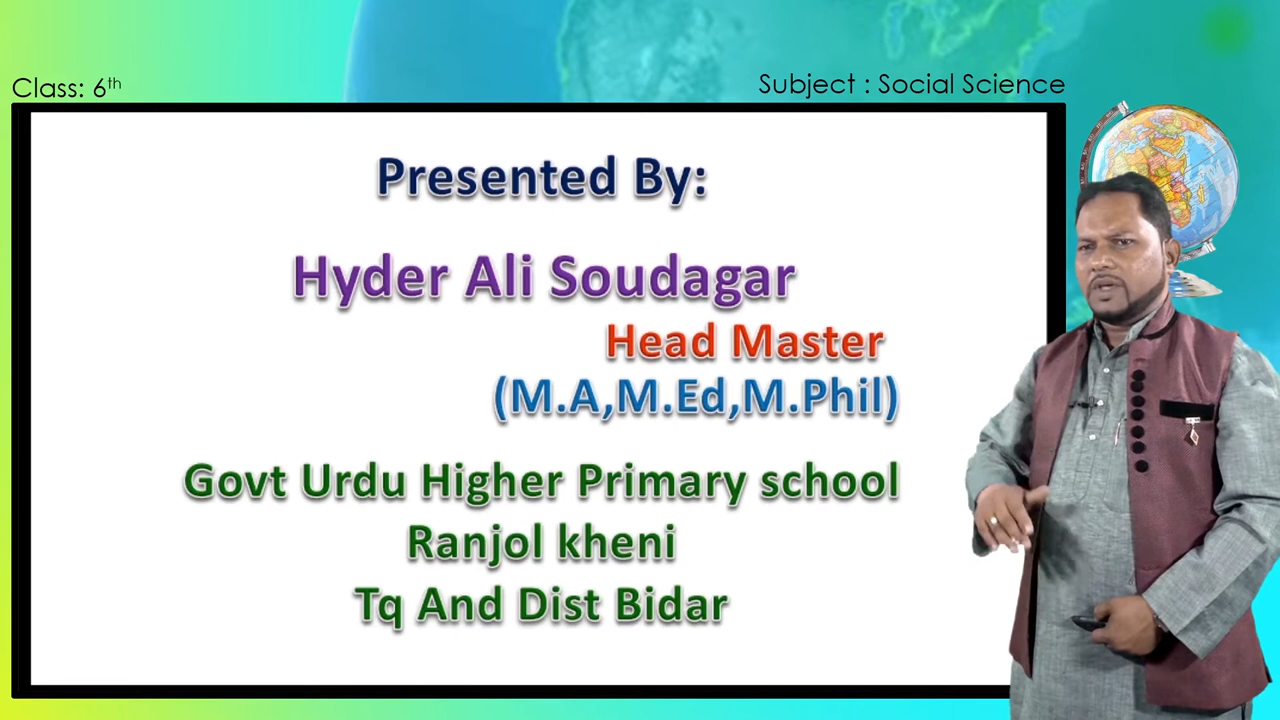 Class: 6th
Subject : Social Science
Presented By:
Hyder Ali Soudagar
Head Master
(M.A,M.Ed,M.Phil)
Govt Urdu Higher Primary school
Ranjol kheni
Tq And Dist Bidar